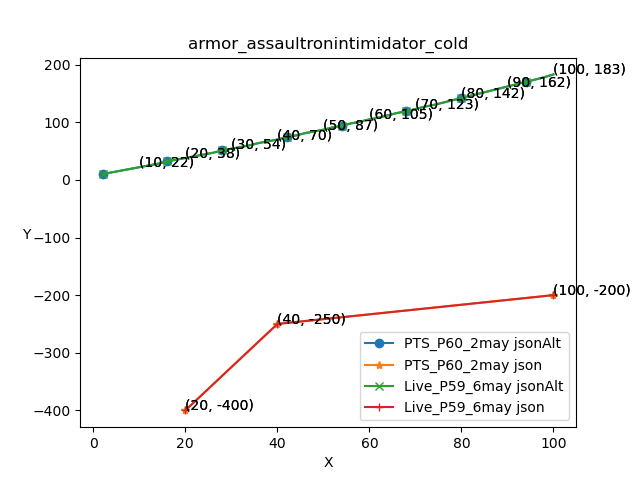 armor_assaultronintimidator_cold
200
100
0
−100
−200
−300
−400
Y
(10, 22)
(20, 38)
(30, 54)
(40, 70)
(50, 87)
(60, 105)
(70, 123)
(80, 142)
(90, 162)
(100, 183)
(20, -400)
(40, -250)
(100, -200)
PTS_P60_2may jsonAlt
PTS_P60_2may json
Live_P59_6may jsonAlt
Live_P59_6may json
0 20 40 60 80 100
X